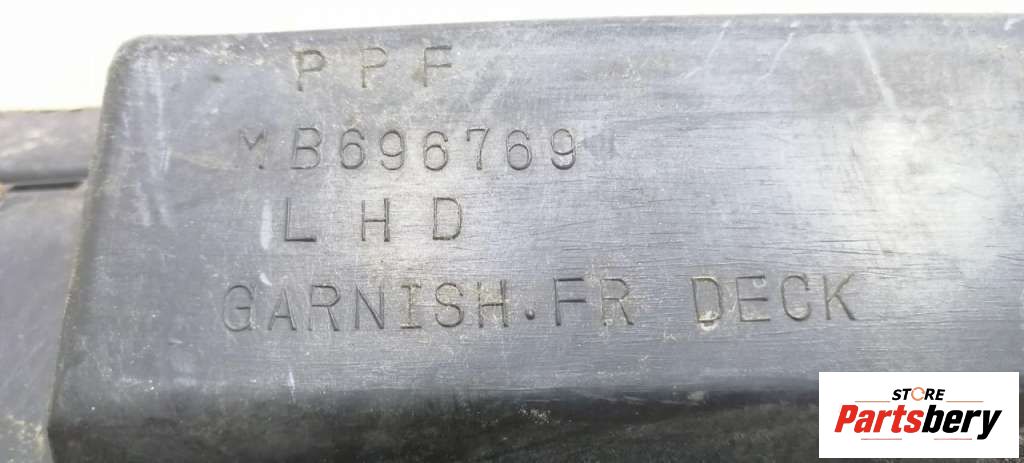 PPF
MB696769
LHD
GARNISH.FR DECK
STORE
Partsbery